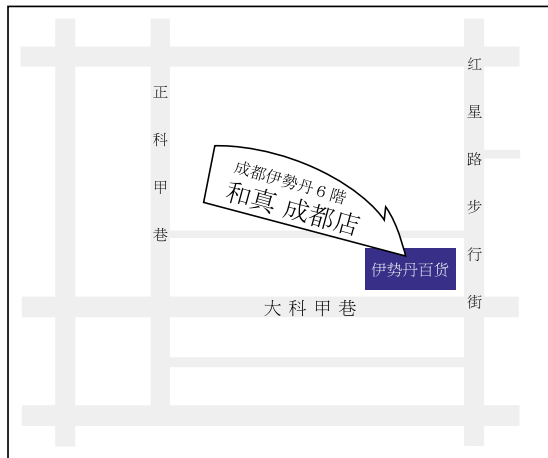 正科甲巷
红星路步行街
成都伊勢丹6階
和真 成都店
伊势丹百货
大科甲巷